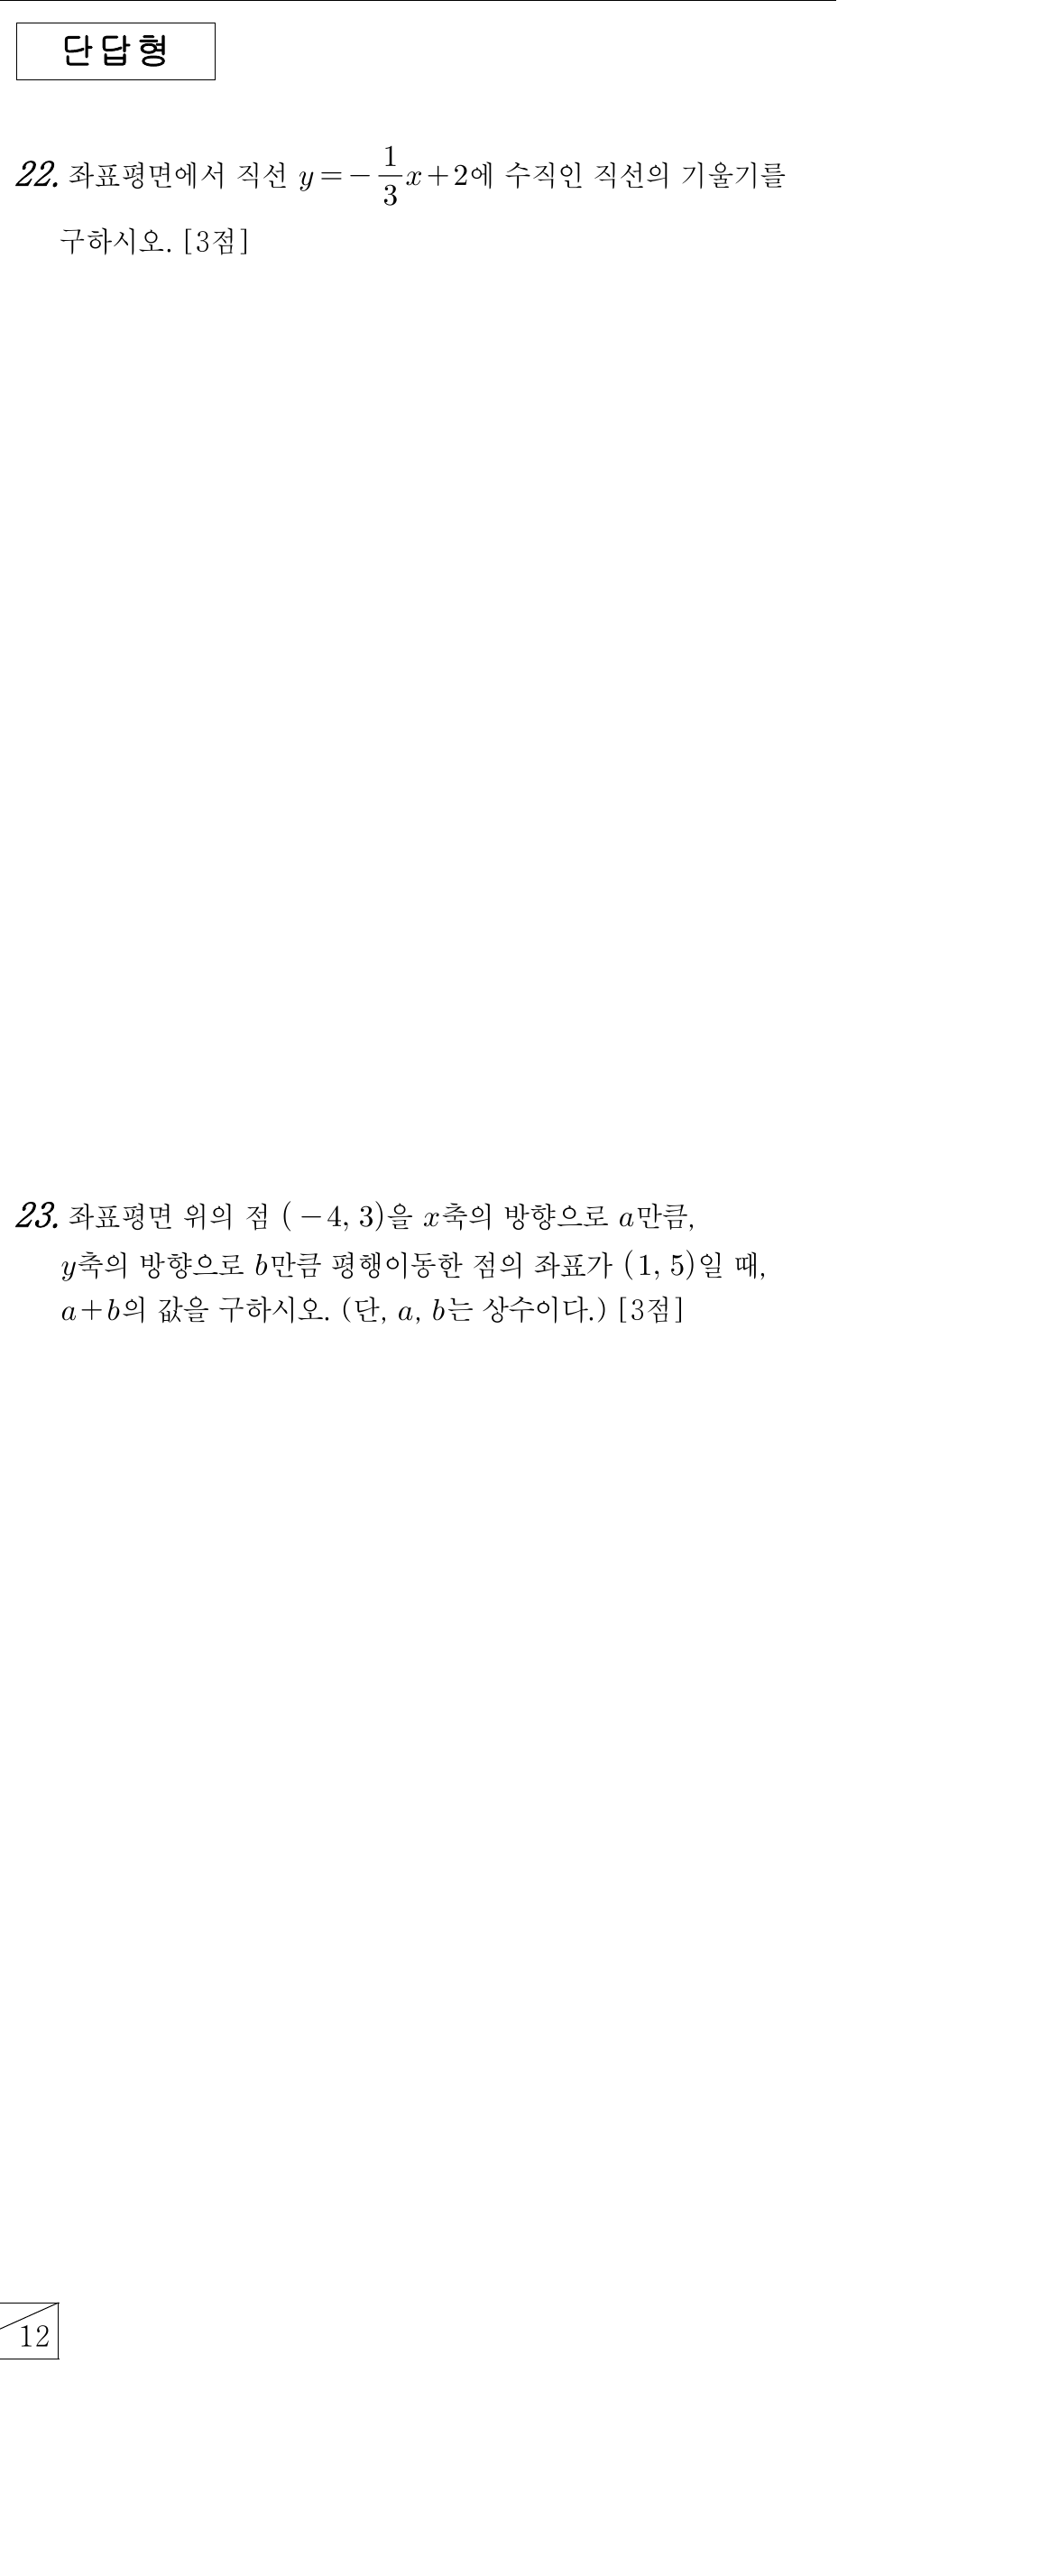 단답형
22. 좌표평면에서 직선 y=-\frac{1}{3}x+2에 수직인 직선의 기울기를
구하시오. [3점]
23. 좌표평면 위의 점 (-4, 3)을 x축의 방향으로 a만큼,
y축의 방향으로 b만큼 평행이동한 점의 좌표가 (1, 5)일 때,
a+b의 값을 구하시오. (단, a, b는 상수이다.) [3점]
12